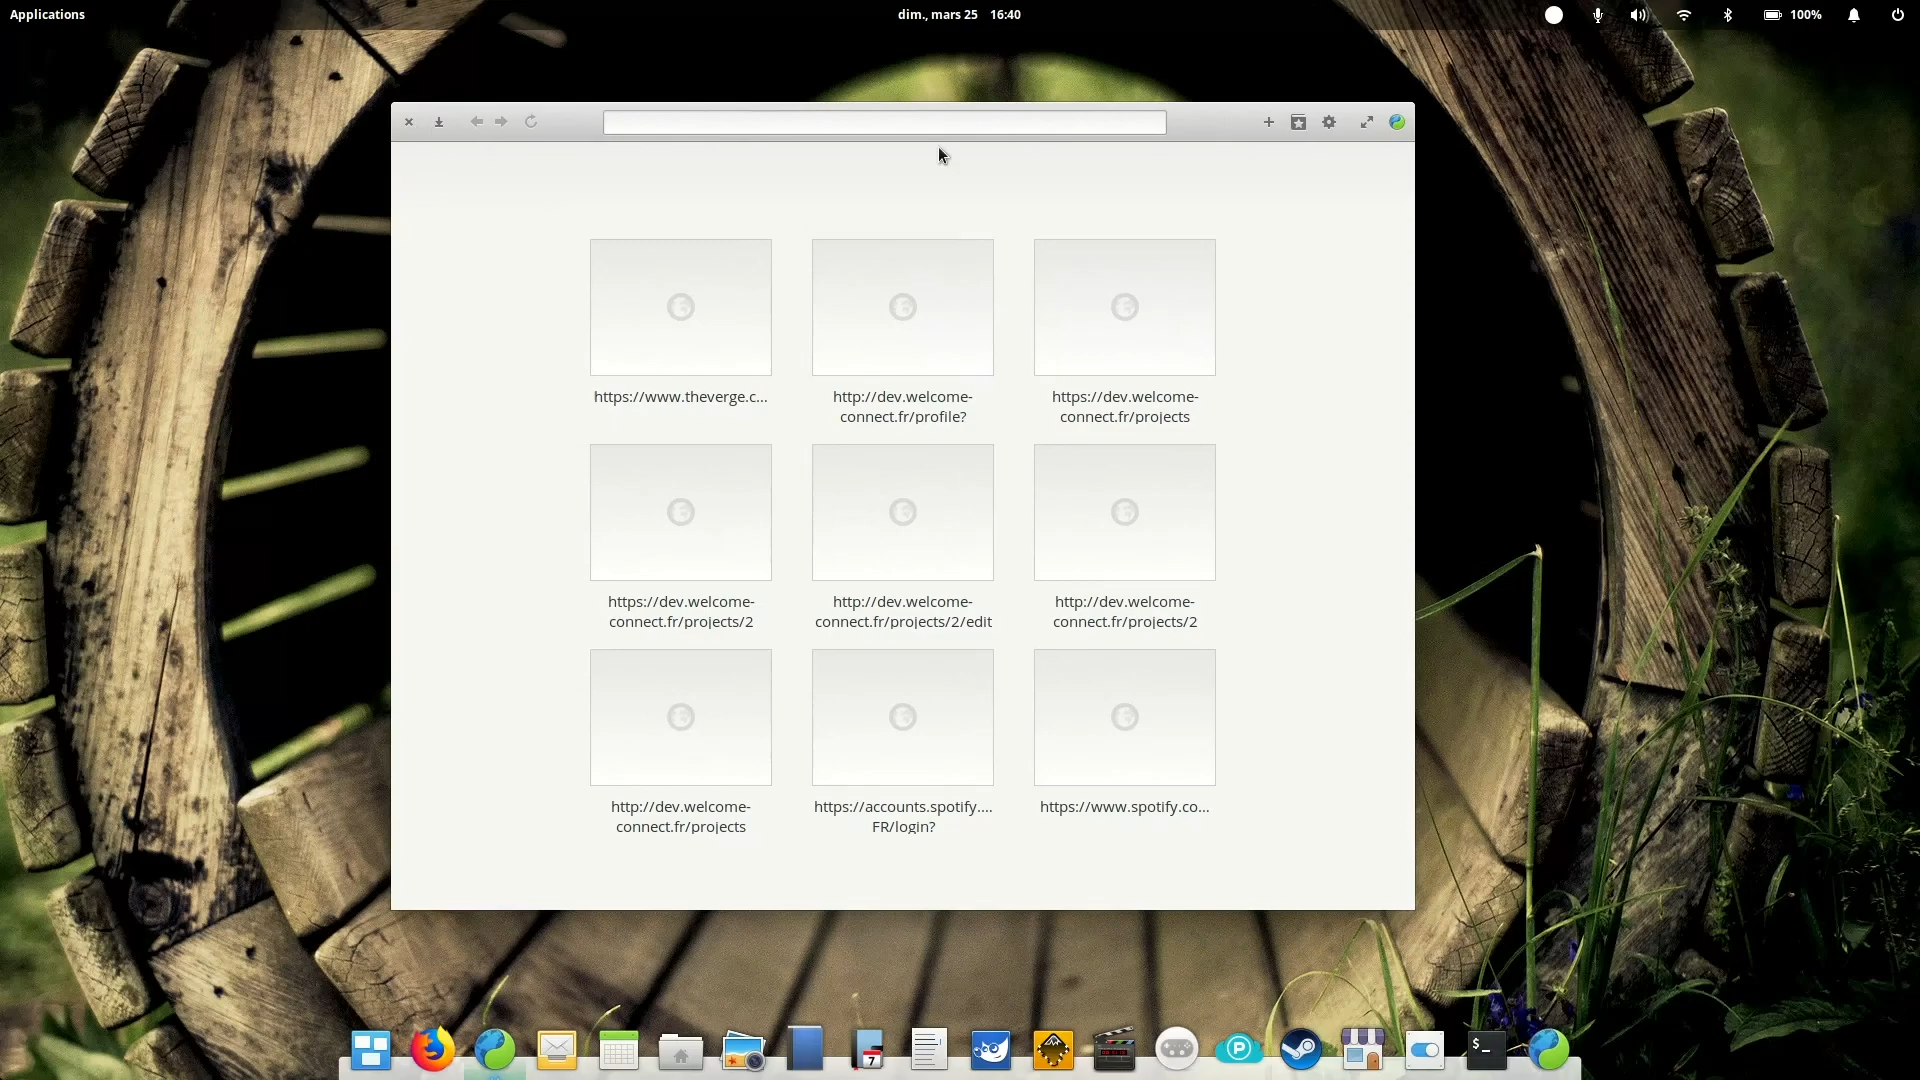 Applications
dim., mars 25 16:40
100%
https://www.theverge.c...
http://dev.welcome-
connect.fr/profile?
https://dev.welcome-
connect.fr/projects
https://dev.welcome-
connect.fr/projects/2
http://dev.welcome-
connect.fr/projects/2/edit
http://dev.welcome-
connect.fr/projects/2
http://dev.welcome-
connect.fr/projects
https://accounts.spotify....
FR/login?
https://www.spotify.co...
7
P
$_